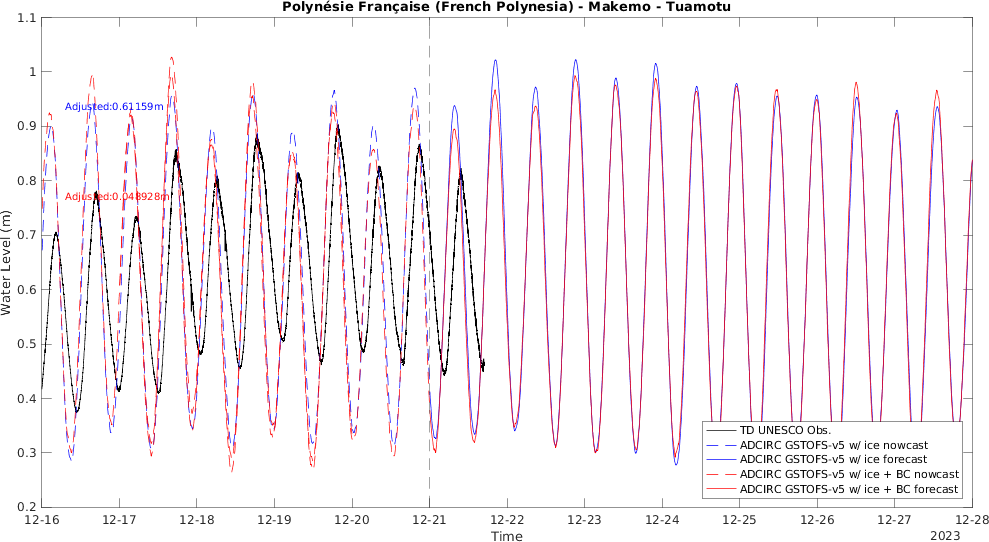 Polynésie Française (French Polynesia) - Makemo - Tuamotu
1.1
1
0.9
0.8
0.7
0.6
0.5
0.4
0.3
0.2
Water Level (m)
Adjusted:0.61159m
Adjusted:0.048928m
TD UNESCO Obs.
ADCIRC GSTOFS-v5 w/ ice nowcast
ADCIRC GSTOFS-v5 w/ ice forecast
ADCIRC GSTOFS-v5 w/ ice + BC nowcast
ADCIRC GSTOFS-v5 w/ ice + BC forecast
12-16 12-17 12-18 12-19 12-20 12-21 12-22 12-23 12-24 12-25 12-26 12-27 12-28
Time
2023